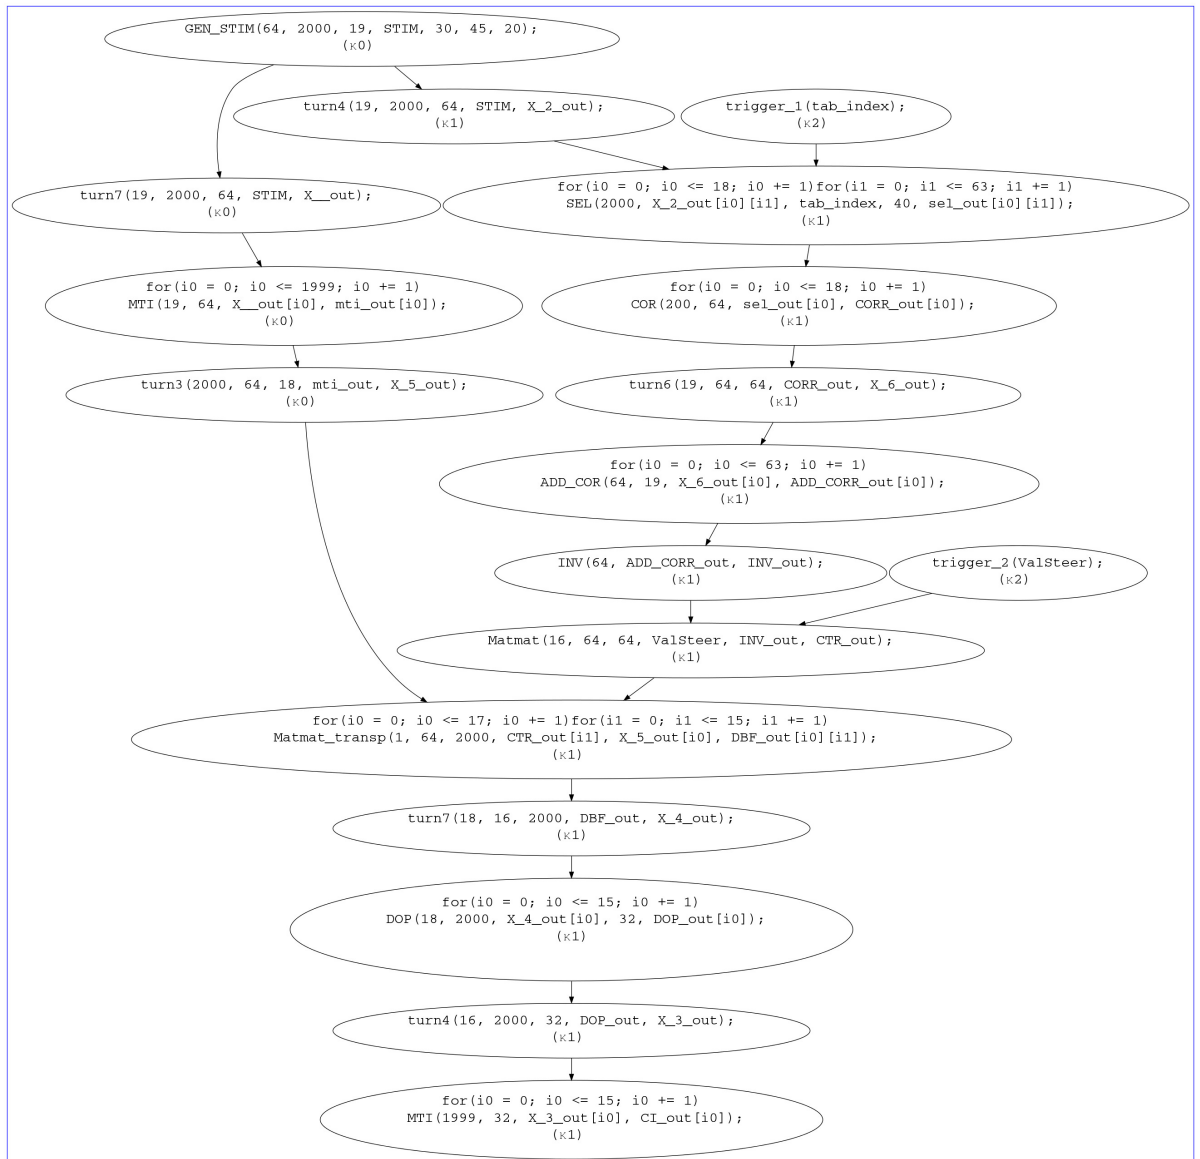 GEN_STIM(64, 2000, 19, STIM, 30, 45, 20);
(κ0)
turn4(19, 2000, 64, STIM, X_2_out);
(κ1)
trigger_1(tab_index);
(κ2)
turn7(19, 2000, 64, STIM, X__out);
(κ0)
for(i0 = 0; i0 <= 18; i0 += 1)for(i1 = 0; i1 <= 63; i1 += 1)
SEL(2000, X_2_out[i0][i1], tab_index, 40, sel_out[i0][i1]);
(κ1)
for(i0 = 0; i0 <= 1999; i0 += 1)
MTI(19, 64, X__out[i0], mti_out[i0]);
(κ0)
for(i0 = 0; i0 <= 18; i0 += 1)
COR(200, 64, sel_out[i0], CORR_out[i0]);
(κ1)
turn3(2000, 64, 18, mti_out, X_5_out);
(κ0)
turn6(19, 64, 64, CORR_out, X_6_out);
(κ1)
for(i0 = 0; i0 <= 63; i0 += 1)
ADD_COR(64, 19, X_6_out[i0], ADD_CORR_out[i0]);
(κ1)
INV(64, ADD_CORR_out, INV_out);
(κ1)
trigger_2(ValSteer);
(κ2)
Matmat(16, 64, 64, ValSteer, INV_out, CTR_out);
(κ1)
for(i0 = 0; i0 <= 17; i0 += 1)for(i1 = 0; i1 <= 15; i1 += 1)
Matmat_transp(1, 64, 2000, CTR_out[i1], X_5_out[i0], DBF_out[i0][i1]);
(κ1)
turn7(18, 16, 2000, DBF_out, X_4_out);
(κ1)
for(i0 = 0; i0 <= 15; i0 += 1)
DOP(18, 2000, X_4_out[i0], 32, DOP_out[i0]);
(κ1)
turn4(16, 2000, 32, DOP_out, X_3_out);
(κ1)
for(i0 = 0; i0 <= 15; i0 += 1)
MTI(1999, 32, X_3_out[i0], CI_out[i0]);
(κ1)